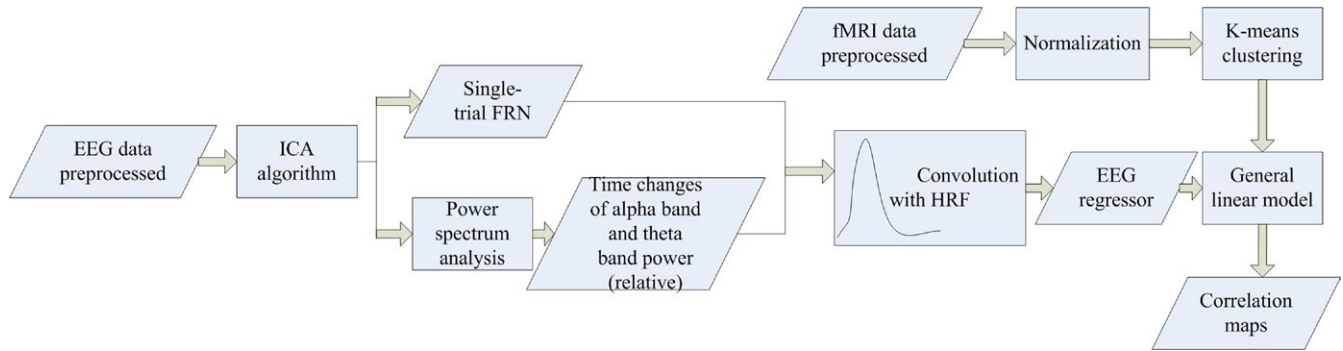 EEG data
preprocessed
ICA
algorithm
Single-
trial FRN
Power
spectrum
analysis
Time changes
of alpha band
and theta
band power
(relative)
Convolution
with HRF
EEG
regressor
fMRI data
preprocessed
Normalization
K-means
clustering
General
linear model
Correlation
maps